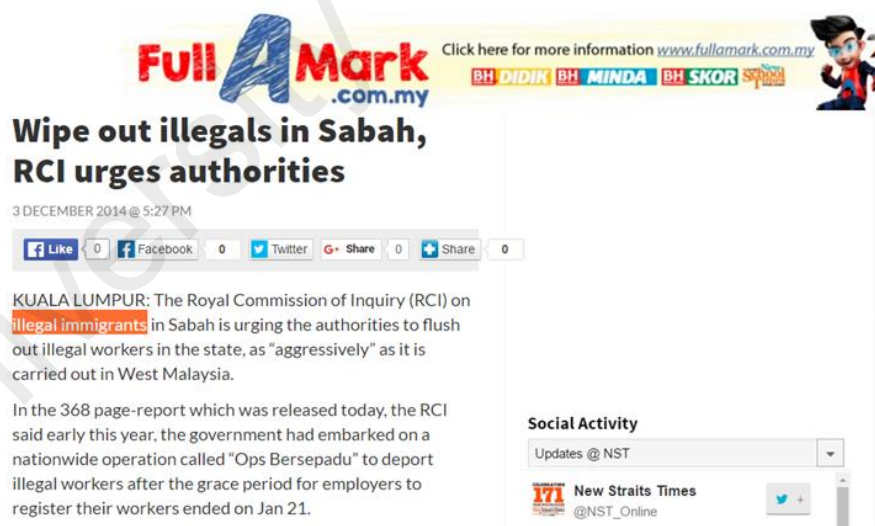 Full A Mark
.com.my
Click here for more information www.fullamark.com.my
BH DIDIK BH MINDA BH SKOR New School
Wipe out illegals in Sabah,
RCI urges authorities
3 DECEMBER 2014 @ 5:27 PM
Like 0 Facebook 0 Twitter G+ Share 0 Share 0
KUALA LUMPUR: The Royal Commission of Inquiry (RCI) on
illegal immigrants in Sabah is urging the authorities to flush
out illegal workers in the state, as "aggressively" as it is
carried out in West Malaysia.
In the 368 page-report which was released today, the RCI
said early this year, the government had embarked on a
nationwide operation called "Ops Bersepadu" to deport
illegal workers after the grace period for employers to
register their workers ended on Jan 21.
Social Activity
Updates @ NST
171
New Straits Times
@NST_Online